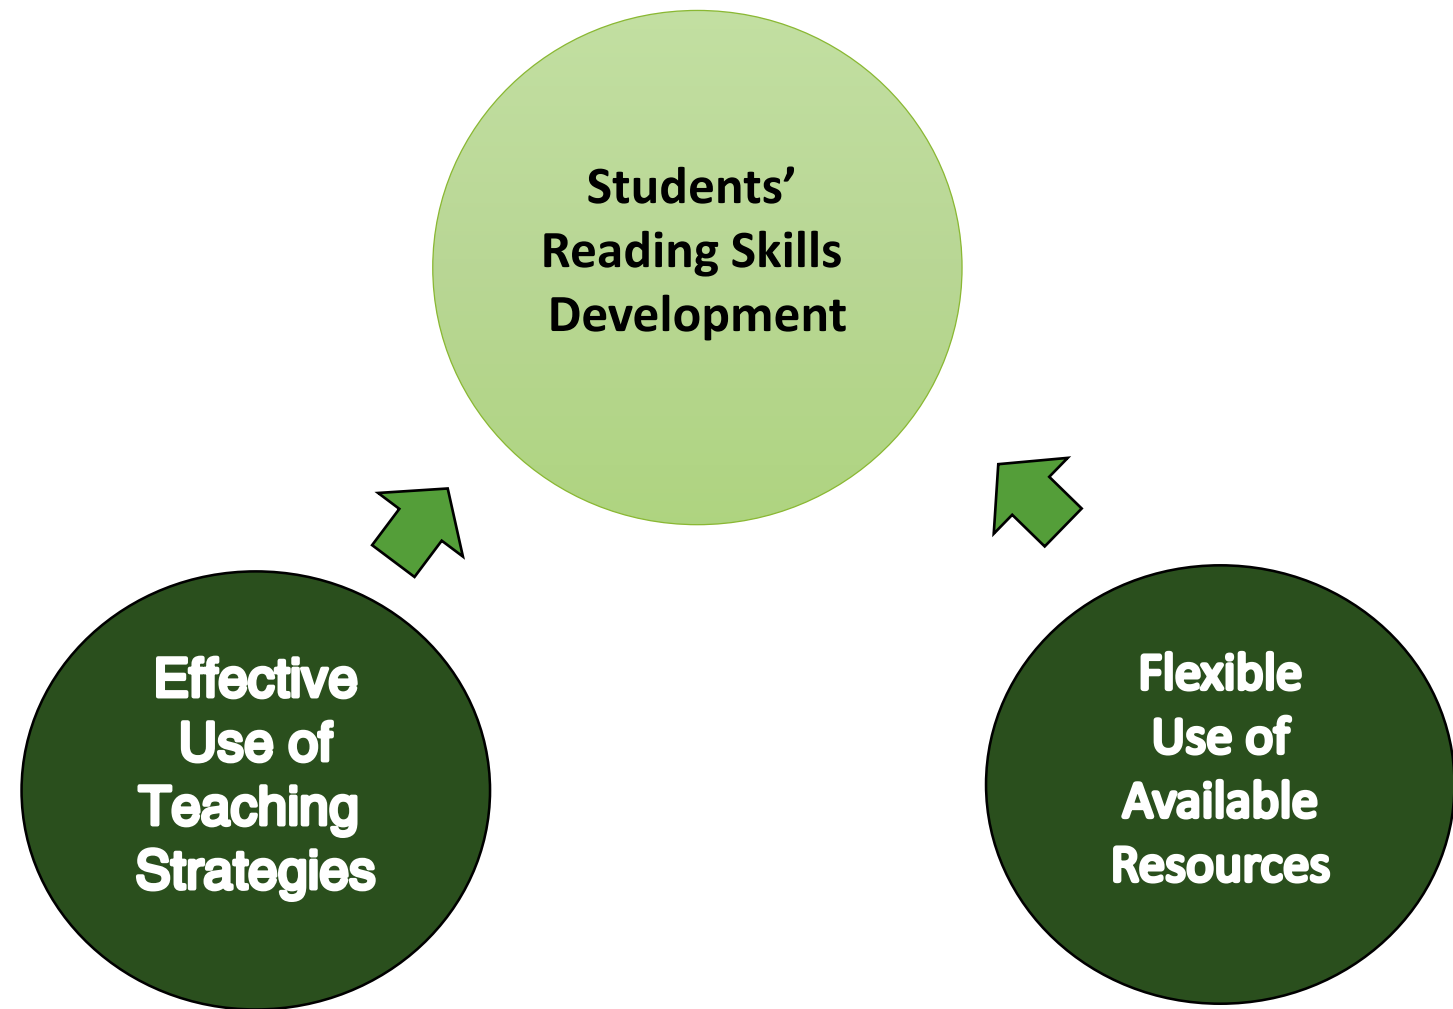 Students’
Reading Skills
Development
Effective
Use of
Teaching
Strategies
Flexible
Use of
Available
Resources